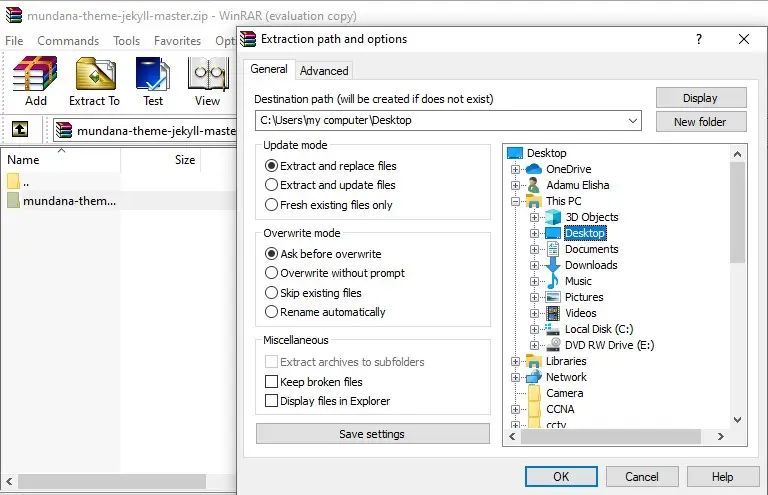 mundana-theme-jekyll-master.zip - WinRAR (evaluation copy)
File Commands Tools Favorites Opt
Add Extract To Test View
mundana-theme-jekyll-maste
Name Size
..
mundana-them...
Extraction path and options
General Advanced
Destination path (will be created if does not exist)
C:\Users\my computer\Desktop
Display
New folder
Update mode
Extract and replace files
Extract and update files
Fresh existing files only
Overwrite mode
Ask before overwrite
Overwrite without prompt
Skip existing files
Rename automatically
Miscellaneous
Extract archives to subfolders
Keep broken files
Display files in Explorer
Save settings
Desktop
OneDrive
Adamu Elisha
This PC
3D Objects
Desktop
Documents
Downloads
Music
Pictures
Videos
Local Disk (C:)
DVD RW Drive (E:)
Libraries
Network
Camera
CCNA
cctv
OK Cancel Help